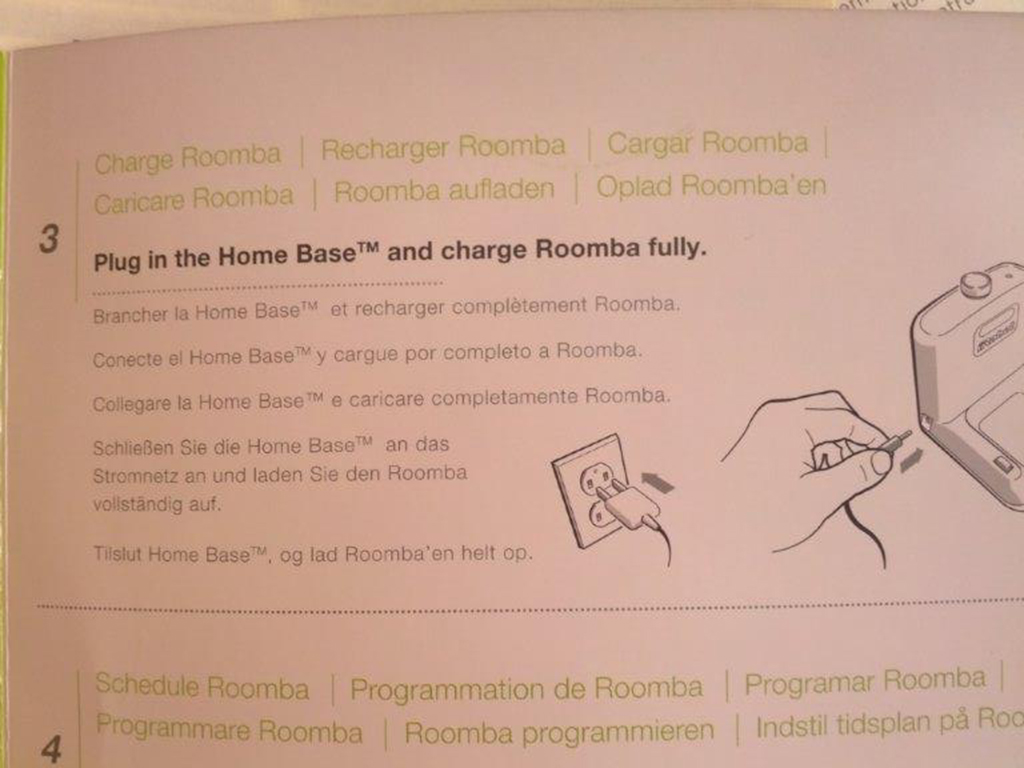 3
Charge Roomba | Recharger Roomba | Cargar Roomba |
Caricare Roomba | Roomba aufladen | Oplad Roomba'en
Plug in the Home Base™ and charge Roomba fully.
Brancher la Home Base™ et recharger complètement Roomba.
Conecte el Home Base™ y cargue por completo a Roomba.
Collegare la Home Base™ e caricare completamente Roomba.
Schließen Sie die Home Base™ an das
Stromnetz an und laden Sie den Roomba
vollständig auf.
Tilslut Home Base™, og lad Roomba'en helt op.
4
Schedule Roomba | Programmation de Roomba | Programar Roomba |
Programmare Roomba | Roomba programmieren | Indstil tidsplan på Roo